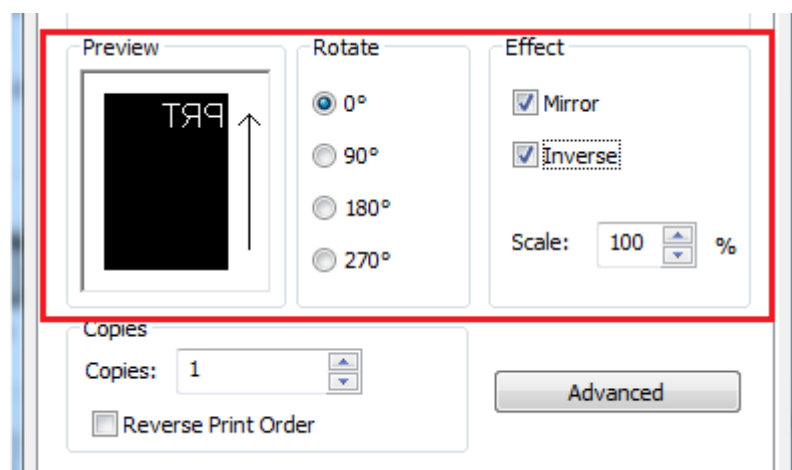 Preview
PRT
Rotate
0°
90°
180°
270°
Effect
Mirror
Inverse
Scale: 100 %
Copies
Copies: 1
Reverse Print Order
Advanced